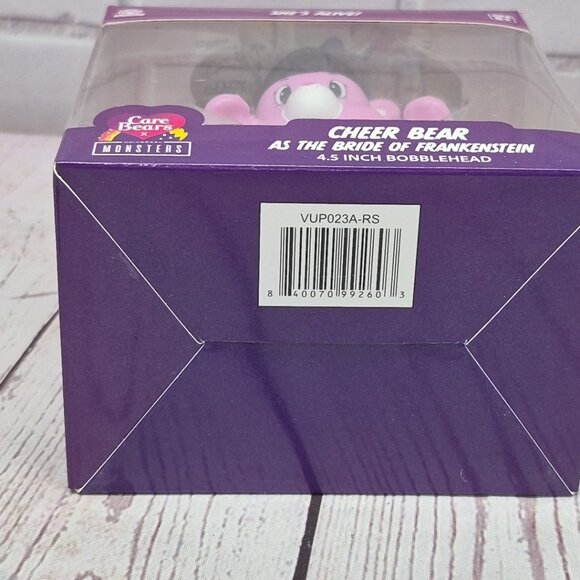 SHE'S ALIVE!
Care
Bears
x
UNIVERSAL
MONSTERS
CHEER BEAR
AS THE BRIDE OF FRANKENSTEIN
4.5 INCH BOBBLEHEAD
VUP023A-RS
8 40070 99260 3